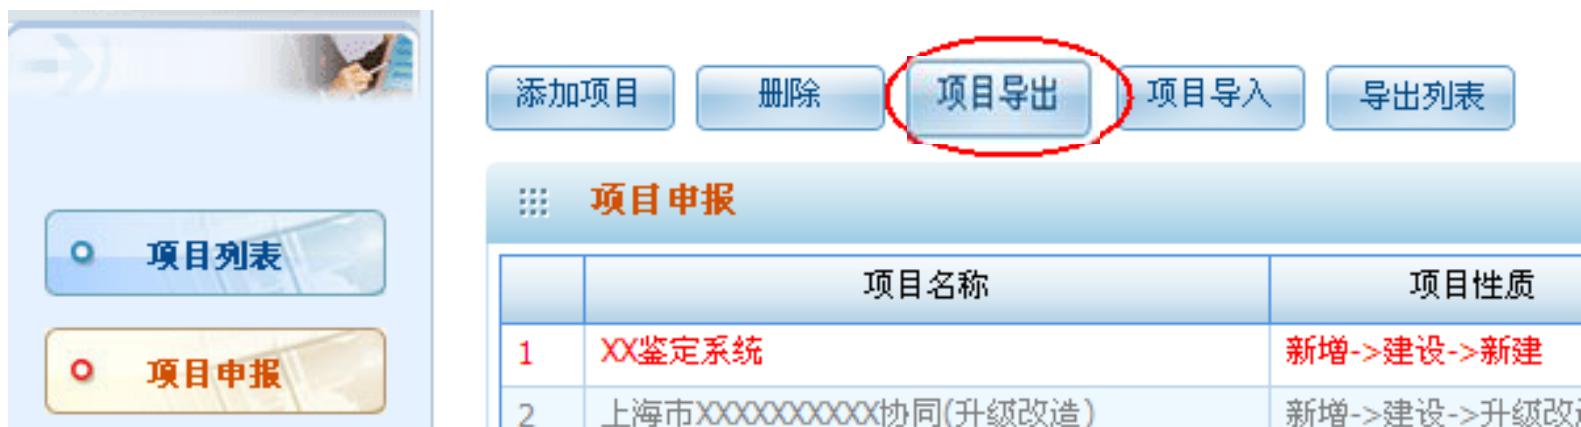 添加项目 删除 项目导出 项目导入 导出列表
项目申报
项目列表
项目申报
项目名称 项目性质
1 XX鉴定系统 新增->建设->新建
2 上海市XXXXXXXXXX协同(升级改造) 新增->建设->升级改